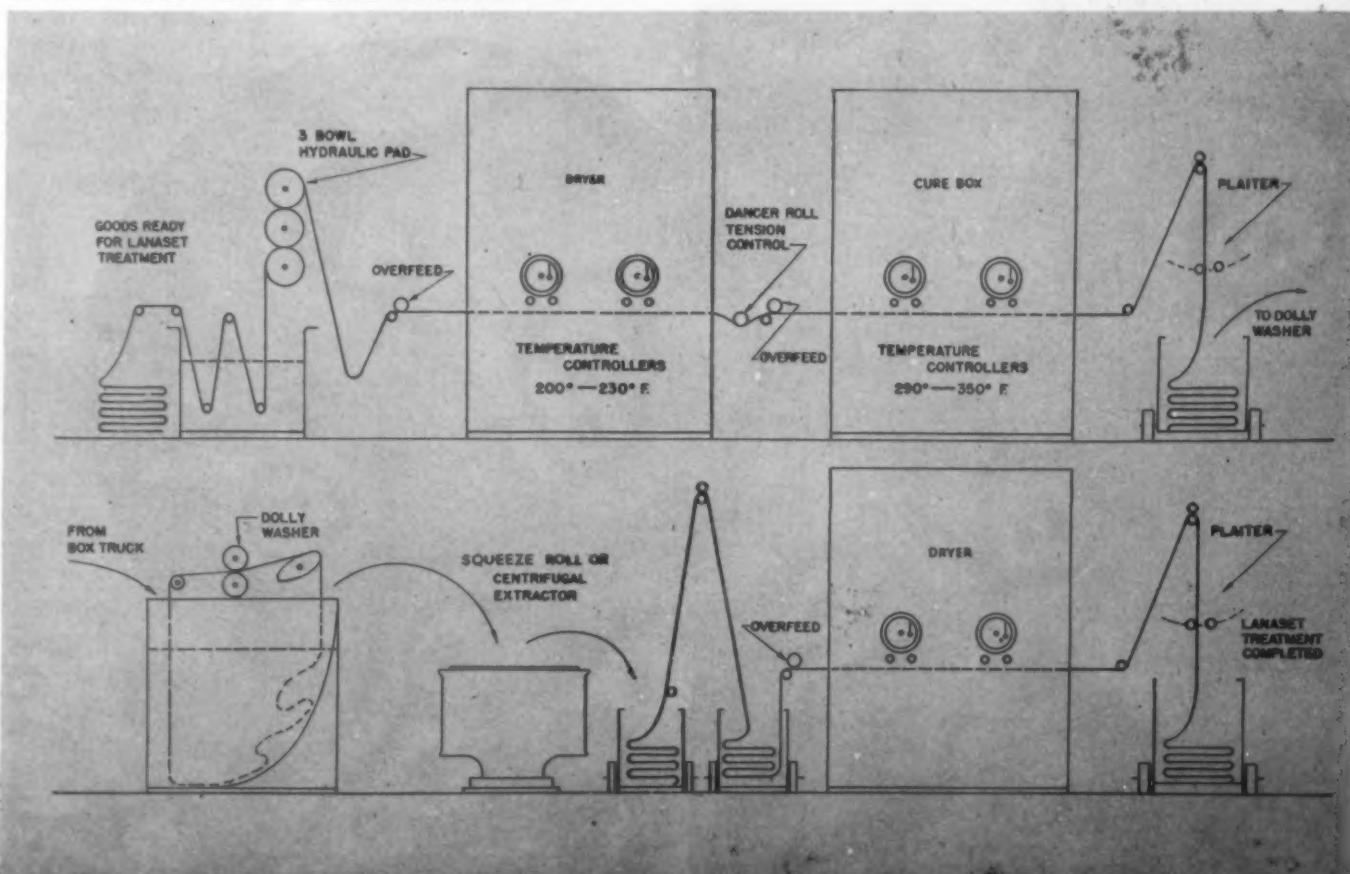 3 BOWL
HYDRAULIC PAD
GOODS READY
FOR LANASET
TREATMENT
OVERFEED
DRYER
DANCER ROLL
TENSION
CONTROL
OVERFEED
TEMPERATURE
CONTROLLERS
200° — 230° F.
CURE BOX
TEMPERATURE
CONTROLLERS
290° — 350° F.
PLAITER
TO DOLLY
WASHER
FROM
BOX TRUCK
DOLLY
WASHER
SQUEEZE ROLL OR
CENTRIFUGAL
EXTRACTOR
OVERFEED
DRYER
PLAITER
LANASET
TREATMENT
COMPLETED